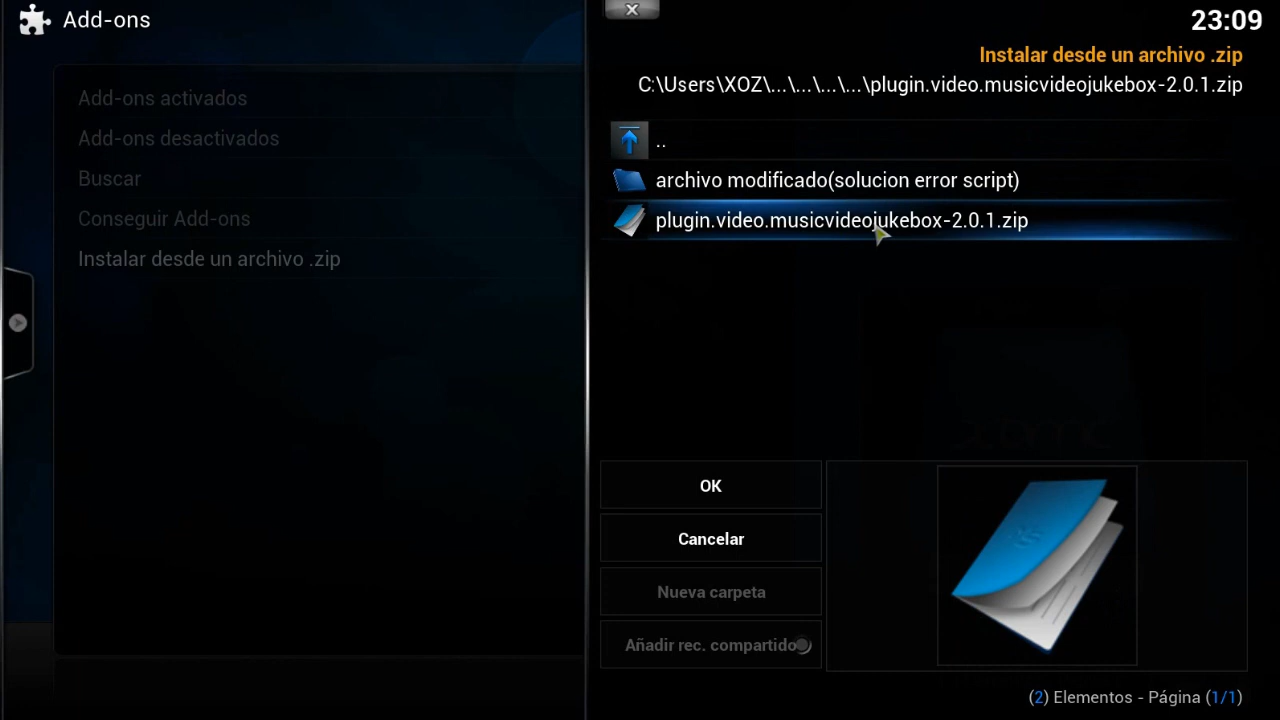 Add-ons
Add-ons activados
Add-ons desactivados
Buscar
Conseguir Add-ons
Instalar desde un archivo .zip
23:09
Instalar desde un archivo .zip
C:\Users\XOZ\...\...\...\...\plugin.video.musicvideojukebox-2.0.1.zip
..
archivo modificado(solucion error script)
plugin.video.musicvideojukebox-2.0.1.zip
OK
Cancelar
Nueva carpeta
Añadir rec. compartido
(2) Elementos - Página (1/1)